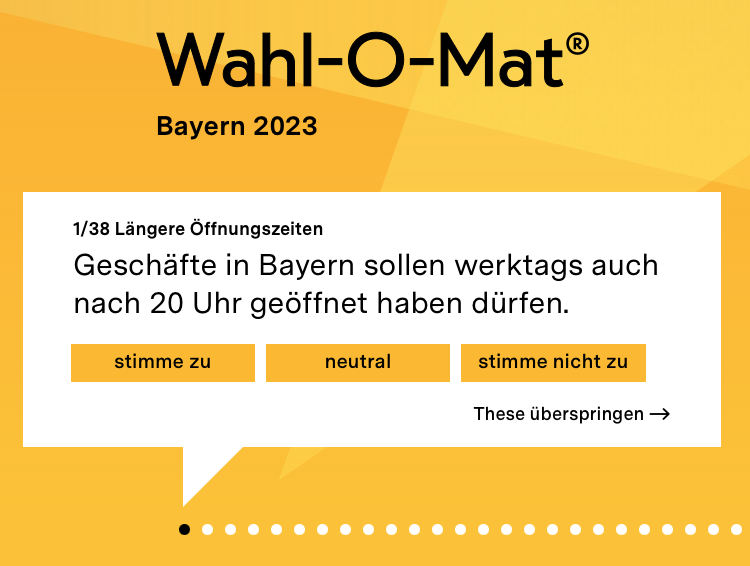 Wahl-O-Mat®
Bayern 2023
1/38 Längere Öffnungszeiten
Geschäfte in Bayern sollen werktags auch
nach 20 Uhr geöffnet haben dürfen.
stimme zu
neutral
stimme nicht zu
These überspringen →